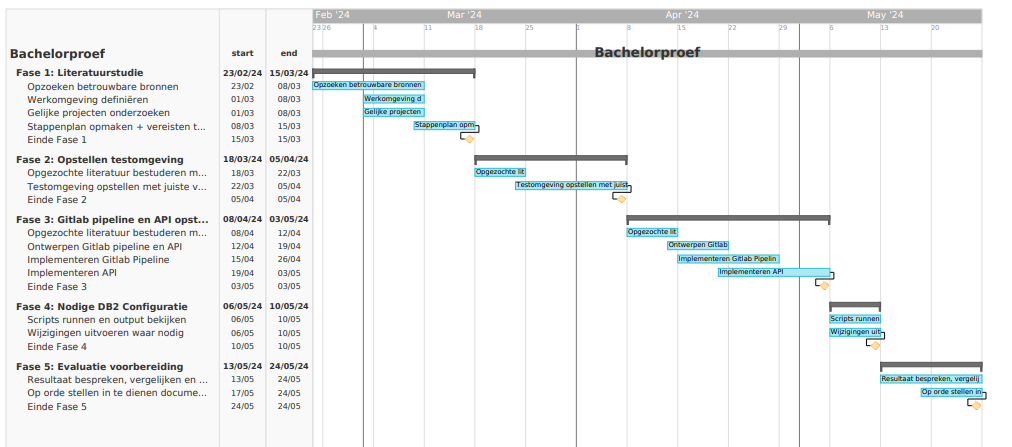 Feb '24 Mar '24 Apr '24 May '24
23 26 4 11 18 25 1 8 15 22 29 6 13 20
Bachelorproef start end Bachelorproef
Fase 1: Literatuurstudie 23/02/24 15/03/24
Opzoeken betrouwbare bronnen 23/02 08/03 Opzoeken betrouwbare bronnen
Werkomgeving definiëren 01/03 08/03 Werkomgeving d
Gelijke projecten onderzoeken 01/03 08/03 Gelijke projecten
Stappenplan opmaken + vereisten t... 08/03 15/03 Stappenplan opm
Einde Fase 1 15/03 15/03
Fase 2: Opstellen testomgeving 18/03/24 05/04/24
Opgezochte literatuur bestuderen m... 18/03 22/03 Opgezochte lit
Testomgeving opstellen met juiste v... 22/03 05/04 Testomgeving opstellen met juist
Einde Fase 2 05/04 05/04
Fase 3: Gitlab pipeline en API opst... 08/04/24 03/05/24
Opgezochte literatuur bestuderen m... 08/04 12/04 Opgezochte lit
Ontwerpen Gitlab pipeline en API 12/04 19/04 Ontwerpen Gitlab
Implementeren Gitlab Pipeline 15/04 26/04 Implementeren Gitlab Pipelin
Implementeren API 19/04 03/05 Implementeren API
Einde Fase 3 03/05 03/05
Fase 4: Nodige DB2 Configuratie 06/05/24 10/05/24
Scripts runnen en output bekijken 06/05 10/05 Scripts runnen
Wijzigingen uitvoeren waar nodig 06/05 10/05 Wijzigingen uit
Einde Fase 4 10/05 10/05
Fase 5: Evaluatie voorbereiding 13/05/24 24/05/24
Resultaat bespreken, vergelijken en ... 13/05 24/05 Resultaat bespreken, vergelij
Op orde stellen in te dienen docume... 17/05 24/05 Op orde stellen in
Einde Fase 5 24/05 24/05